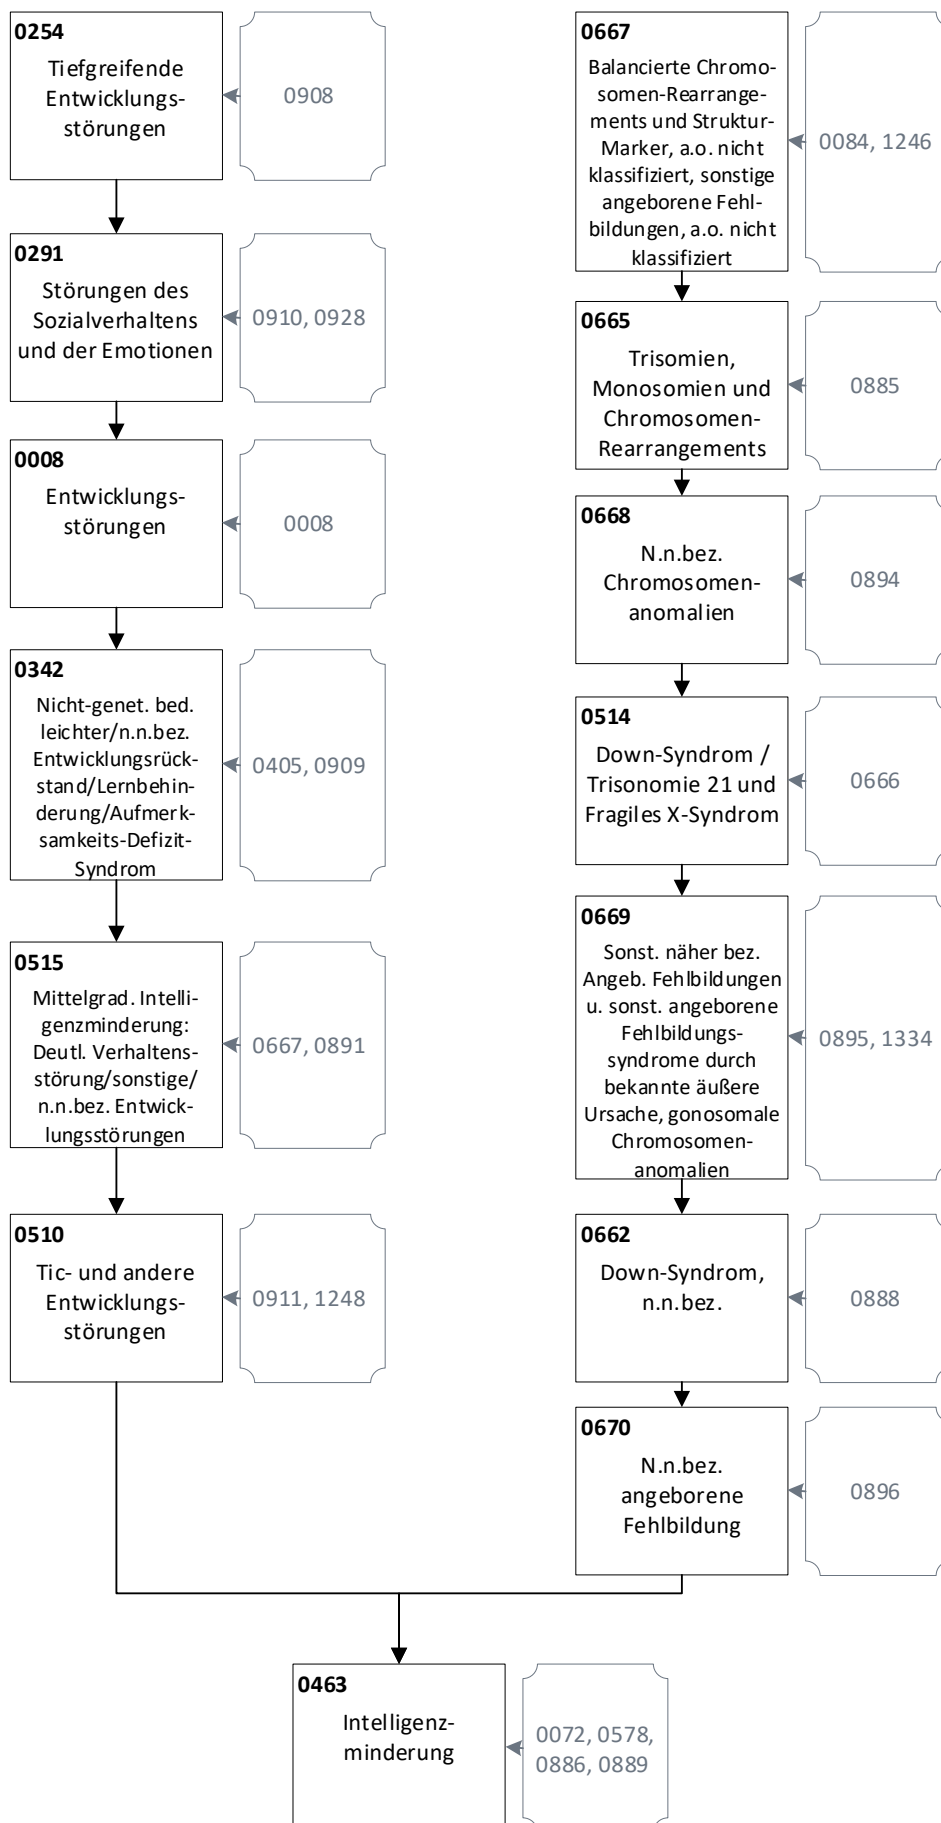 0254
Tiefgreifende
Entwicklungs-
störungen
0908
0291
Störungen des
Sozialverhaltens
und der Emotionen
0910, 0928
0008
Entwicklungs-
störungen
0008
0342
Nicht-genet. bed.
leichter/n.n.bez.
Entwicklungsrück-
stand/Lernbehin-
derung/Aufmerk-
samkeits-Defizit-
Syndrom
0405, 0909
0515
Mittelgrad. Intelli-
genzminderung:
Deutl. Verhaltens-
störung/sonstige/
n.n.bez. Entwick-
lungsstörungen
0667, 0891
0510
Tic- und andere
Entwicklungs-
störungen
0911, 1248
0667
Balancierte Chromo-
somen-Rearrange-
ments und Struktur-
Marker, a.o. nicht
klassifiziert, sonstige
angeborene Fehl-
bildungen, a.o. nicht
klassifiziert
0084, 1246
0665
Trisomien,
Monosomien und
Chromosomen-
Rearrangements
0885
0668
N.n.bez.
Chromosomen-
anomalien
0894
0514
Down-Syndrom /
Trisonomie 21 und
Fragiles X-Syndrom
0666
0669
Sonst. näher bez.
Angeb. Fehlbildungen
u. sonst. angeborene
Fehlbildungs-
syndrome durch
bekannte äußere
Ursache, gonosomale
Chromosomen-
anomalien
0895, 1334
0662
Down-Syndrom,
n.n.bez.
0888
0670
N.n.bez.
angeborene
Fehlbildung
0896
0463
Intelligenz-
minderung
0072, 0578,
0886, 0889